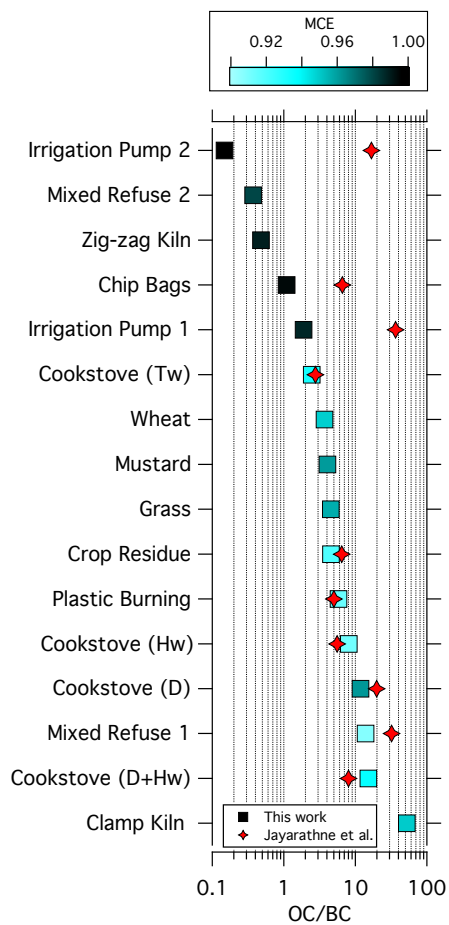 MCE
0.92 0.96 1.00
Irrigation Pump 2
Mixed Refuse 2
Zig-zag Kiln
Chip Bags
Irrigation Pump 1
Cookstove (Tw)
Wheat
Mustard
Grass
Crop Residue
Plastic Burning
Cookstove (Hw)
Cookstove (D)
Mixed Refuse 1
Cookstove (D+Hw)
Clamp Kiln
This work
Jayarathne et al.
0.1 1 10 100
OC/BC